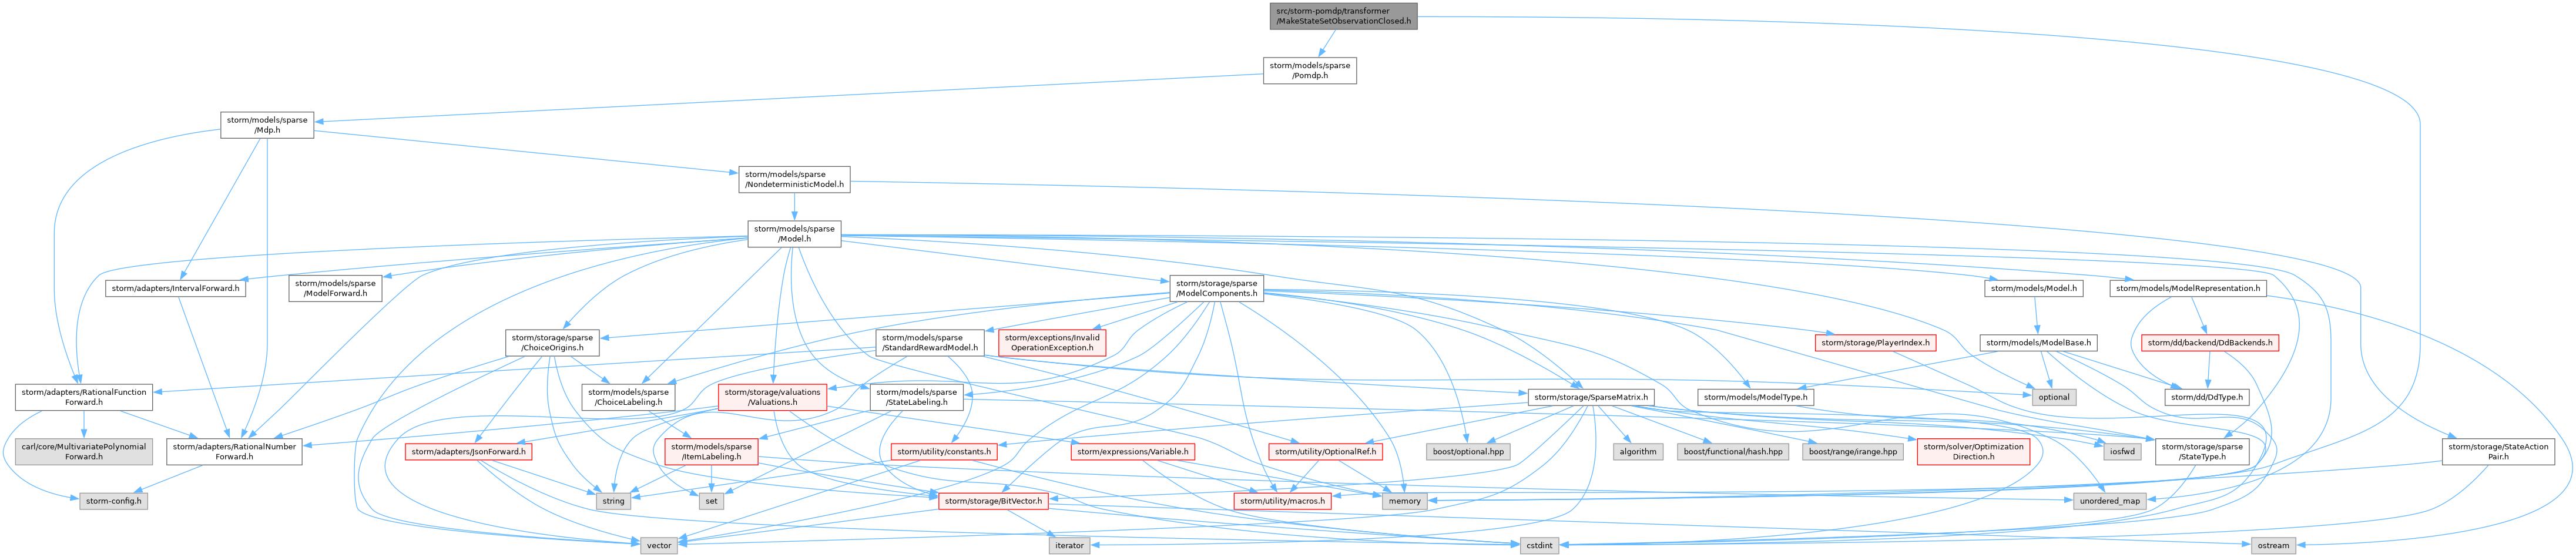 src/storm-pomdp/transformer
/MakeStateSetObservationClosed.h
storm/models/sparse
/Pomdp.h
storm/models/sparse
/Mdp.h
storm/models/sparse
/NondeterministicModel.h
storm/models/sparse
/Model.h
storm/adapters/IntervalForward.h
storm/models/sparse
/ModelForward.h
storm/storage/sparse
/ModelComponents.h
storm/models/Model.h
storm/models/ModelRepresentation.h
storm/storage/sparse
/ChoiceOrigins.h
storm/models/sparse
/StandardRewardModel.h
storm/exceptions/Invalid
OperationException.h
storm/storage/PlayerIndex.h
storm/models/ModelBase.h
storm/dd/backend/DdBackends.h
storm/adapters/RationalFunction
Forward.h
storm/models/sparse
/ChoiceLabeling.h
storm/storage/valuations
/Valuations.h
storm/models/sparse
/StateLabeling.h
storm/storage/SparseMatrix.h
storm/models/ModelType.h
optional
storm/dd/DdType.h
carl/core/MultivariatePolynomial
Forward.h
storm/adapters/RationalNumber
Forward.h
storm/adapters/JsonForward.h
storm/models/sparse
/ItemLabeling.h
storm/utility/constants.h
storm/expressions/Variable.h
storm/utility/OptionalRef.h
boost/optional.hpp
algorithm
boost/functional/hash.hpp
boost/range/irange.hpp
storm/solver/Optimization
Direction.h
iosfwd
storm/storage/sparse
/StateType.h
storm/storage/StateAction
Pair.h
storm-config.h
string
set
storm/storage/BitVector.h
storm/utility/macros.h
memory
unordered_map
vector
iterator
cstdint
ostream